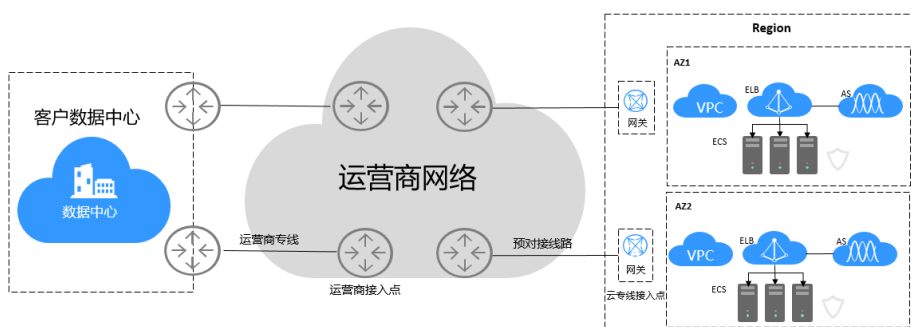 客户数据中心
数据中心
运营商专线
运营商接入点
运营商网络
预对接线路
Region
网关
AZ1
VPC
ELB
AS
ECS
网关
云专线接入点
AZ2
VPC
ELB
AS
ECS